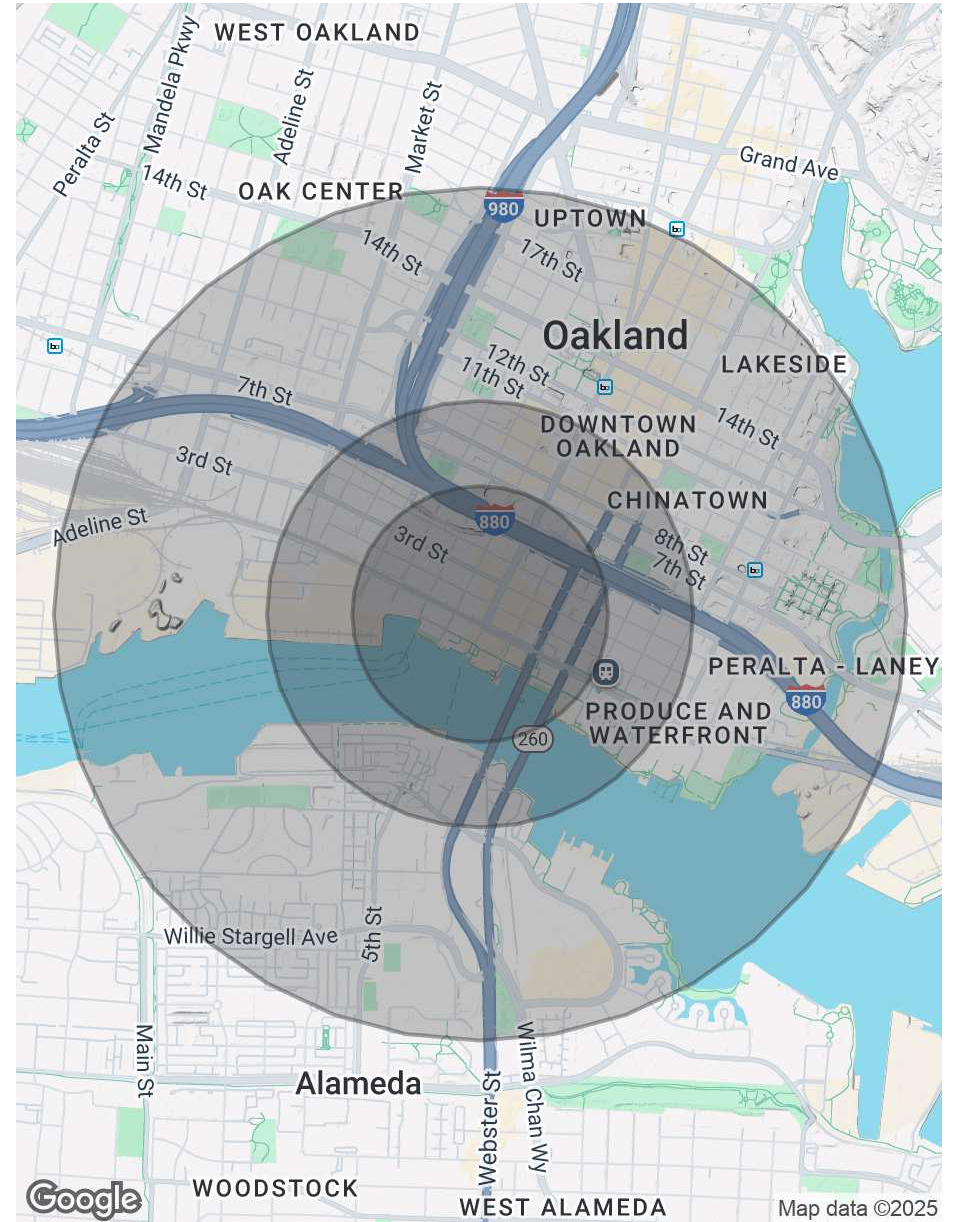 WEST OAKLAND
Mandela Pkwy
Adeline St
Market St
Peralta St
Grand Ave
14th St
OAK CENTER
980
UPTOWN
14th St
17th St
Oakland
12th St
11th St
LAKESIDE
7th St
14th St
DOWNTOWN
OAKLAND
3rd St
CHINATOWN
880
Adeline St
3rd St
8th St
7th St
PERALTA - LANEY
880
PRODUCE AND
WATERFRONT
260
Willie Stargell Ave
5th St
Main St
Wilma Chan Wy
Alameda
Webster St
WOODSTOCK
WEST ALAMEDA
Google
Map data ©2025